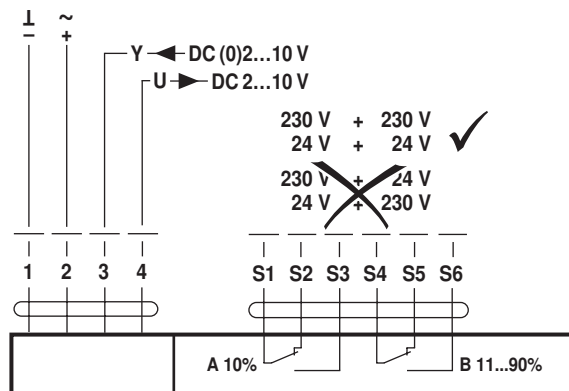 ⊥ ~
− +
Y DC (0)2...10 V
U DC 2...10 V
230 V + 230 V
24 V + 24 V
230 V + 24 V
24 V + 230 V
1 2 3 4 S1 S2 S3 S4 S5 S6
A 10% B 11...90%